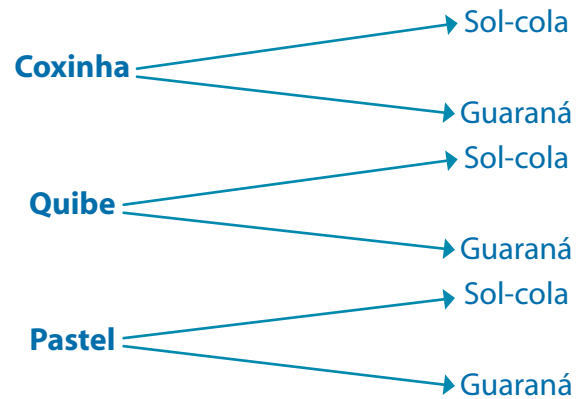 Sol-cola
Coxinha
Guaraná
Sol-cola
Quibe
Guaraná
Sol-cola
Pastel
Guaraná